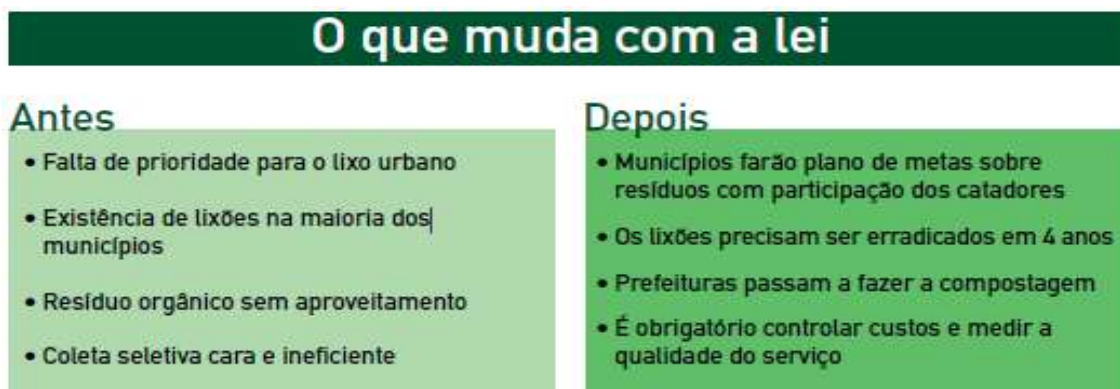 O que muda com a lei
Antes
• Falta de prioridade para o lixo urbano
• Existência de lixões na maioria dos
municípios
• Resíduo orgânico sem aproveitamento
• Coleta seletiva cara e ineficiente
Depois
• Municípios farão plano de metas sobre
resíduos com participação dos catadores
• Os lixões precisam ser erradicados em 4 anos
• Prefeituras passam a fazer a compostagem
• É obrigatório controlar custos e medir a
qualidade do serviço